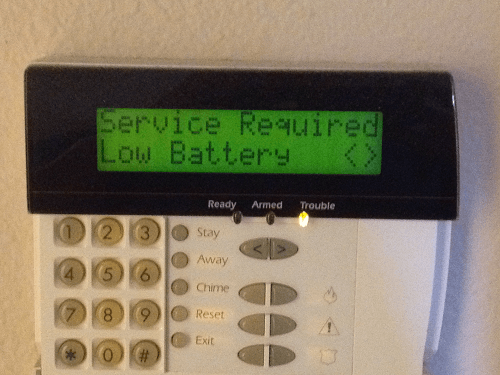 Service Required
Low Battery <>
Ready Armed Trouble
1 2 3 Stay < >
4 5 6 Away
7 8 9 Chime
Reset
* 0 # Exit